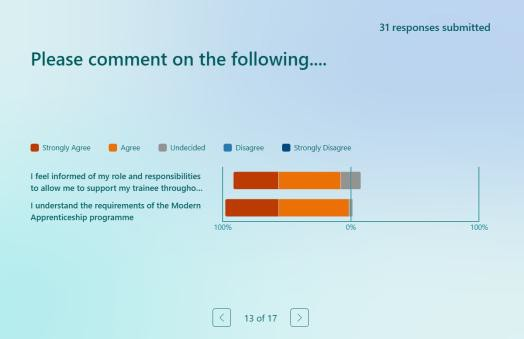 31 responses submitted
Please comment on the following....
Strongly Agree
Agree
Undecided
Disagree
Strongly Disagree
I feel informed of my role and responsibilities
to allow me to support my trainee througho...
I understand the requirements of the Modern
Apprenticeship programme
100%
0%
100%
13 of 17